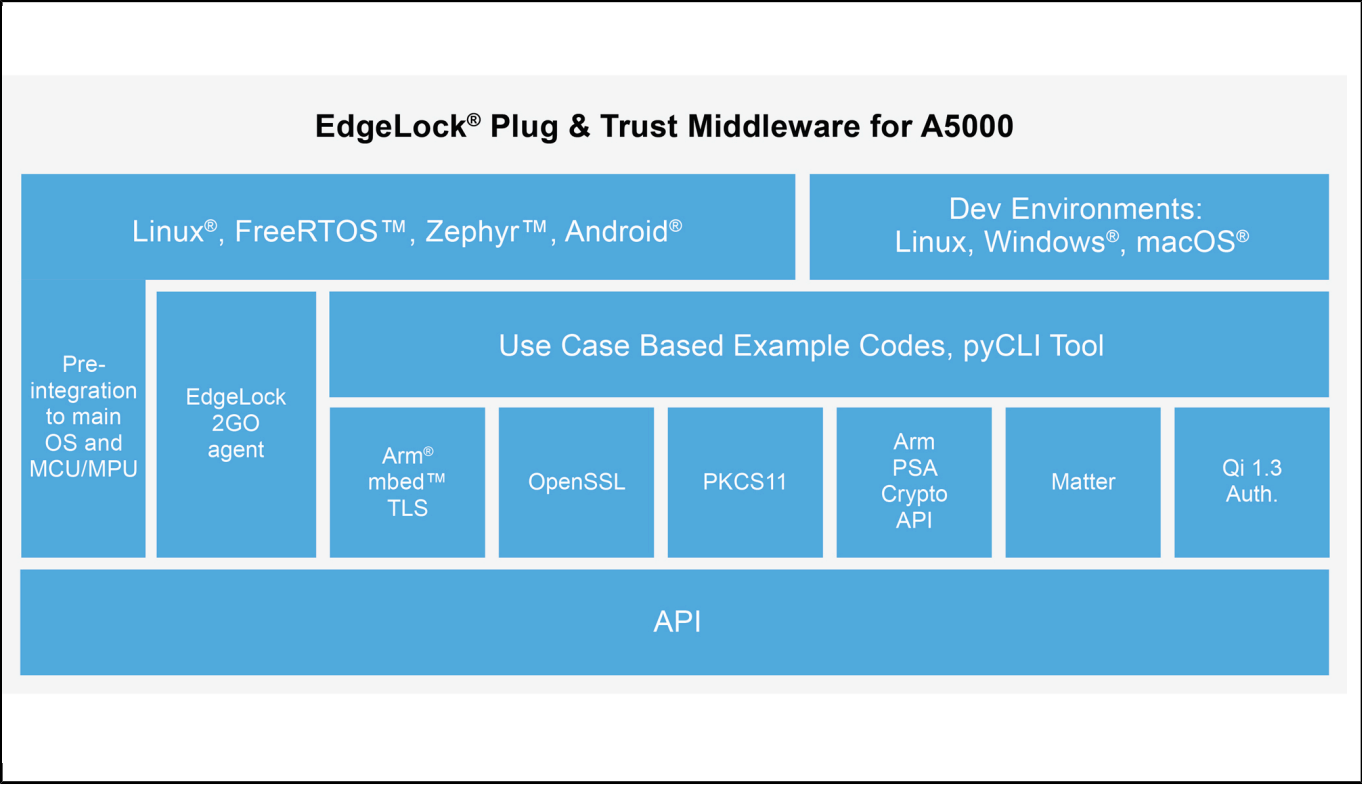 EdgeLock® Plug & Trust Middleware for A5000
Linux®, FreeRTOS™, Zephyr™, Android®
Dev Environments:
Linux, Windows®, macOS®
Pre-
integration
to main
OS and
MCU/MPU
EdgeLock
2GO
agent
Use Case Based Example Codes, pyCLI Tool
Arm®
mbed™
TLS
OpenSSL
PKCS11
Arm
PSA
Crypto
API
Matter
Qi 1.3
Auth.
API